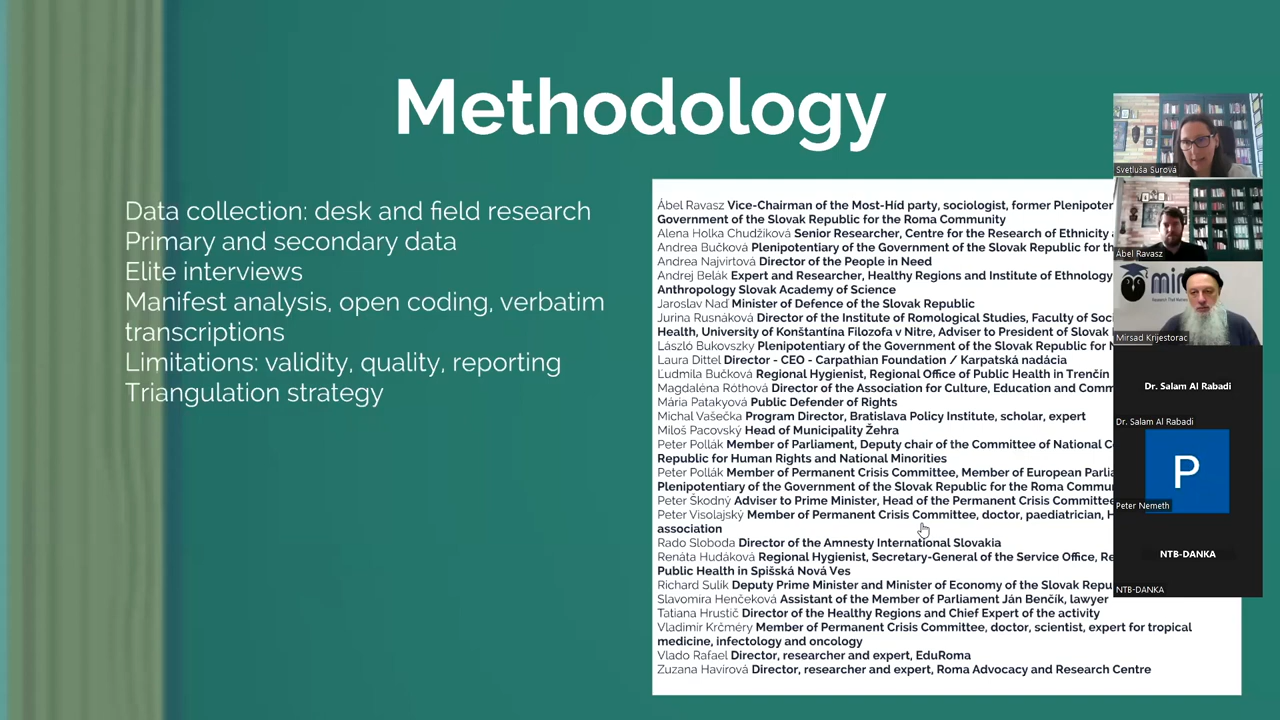 Methodology
Data collection: desk and field research
Primary and secondary data
Elite interviews
Manifest analysis, open coding, verbatim
transcriptions
Limitations: validity, quality, reporting
Triangulation strategy
Ábel Ravasz Vice-Chairman of the Most-Híd party, sociologist, former Plenipoter
Government of the Slovak Republic for the Roma Community
Alena Holka Chudžiková Senior Researcher, Centre for the Research of Ethnicity
Andrea Bučková Plenipotentiary of the Government of the Slovak Republic for th
Andrea Najvirtová Director of the People in Need
Andrej Belák Expert and Researcher, Healthy Regions and Institute of Ethnology
Anthropology Slovak Academy of Science
Jaroslav Naď Minister of Defence of the Slovak Republic
Jurina Rusnáková Director of the Institute of Romological Studies, Faculty of Soc
Health, University of Konštantína Filozofa v Nitre, Adviser to President of Slovak
László Bukovszky Plenipotentiary of the Government of the Slovak Republic for
Laura Dittel Director - CEO - Carpathian Foundation / Karpatská nadácia
Ľudmila Bučková Regional Hygienist, Regional Office of Public Health in Trenčín
Magdaléna Róthová Director of the Association for Culture, Education and Comm
Mária Patakyová Public Defender of Rights
Michal Vašečka Program Director, Bratislava Policy Institute, scholar, expert
Miloš Pacovský Head of Municipality Žehra
Peter Pollák Member of Parliament, Deputy chair of the Committee of National C
Republic for Human Rights and National Minorities
Peter Pollák Member of Permanent Crisis Committee, Member of European Parlia
Plenipotentiary of the Government of the Slovak Republic for the Roma Commu
Peter Škodný Adviser to Prime Minister, Head of the Permanent Crisis Committee
Peter Visolajský Member of Permanent Crisis Committee, doctor, paediatrician, H
association
Rado Sloboda Director of the Amnesty International Slovakia
Renáta Hudáková Regional Hygienist, Secretary-General of the Service Office, Re
Public Health in Spišská Nová Ves
Richard Sulík Deputy Prime Minister and Minister of Economy of the Slovak Repu
Slavomíra Henčeková Assistant of the Member of Parliament Ján Benčík, lawyer
Tatiana Hrustič Director of the Healthy Regions and Chief Expert of the activity
Vladimír Krčméry Member of Permanent Crisis Committee, doctor, scientist, expert for tropical
medicine, infectology and oncology
Vlado Rafael Director, researcher and expert, EduRoma
Zuzana Havírová Director, researcher and expert, Roma Advocacy and Research Centre
Svetluša Surová
Ábel Ravasz
Mirsad Krijestorac
Dr. Salam Al Rabadi
Dr. Salam Al Rabadi
P
Peter Nemeth
NTB-DANKA
NTB-DANKA